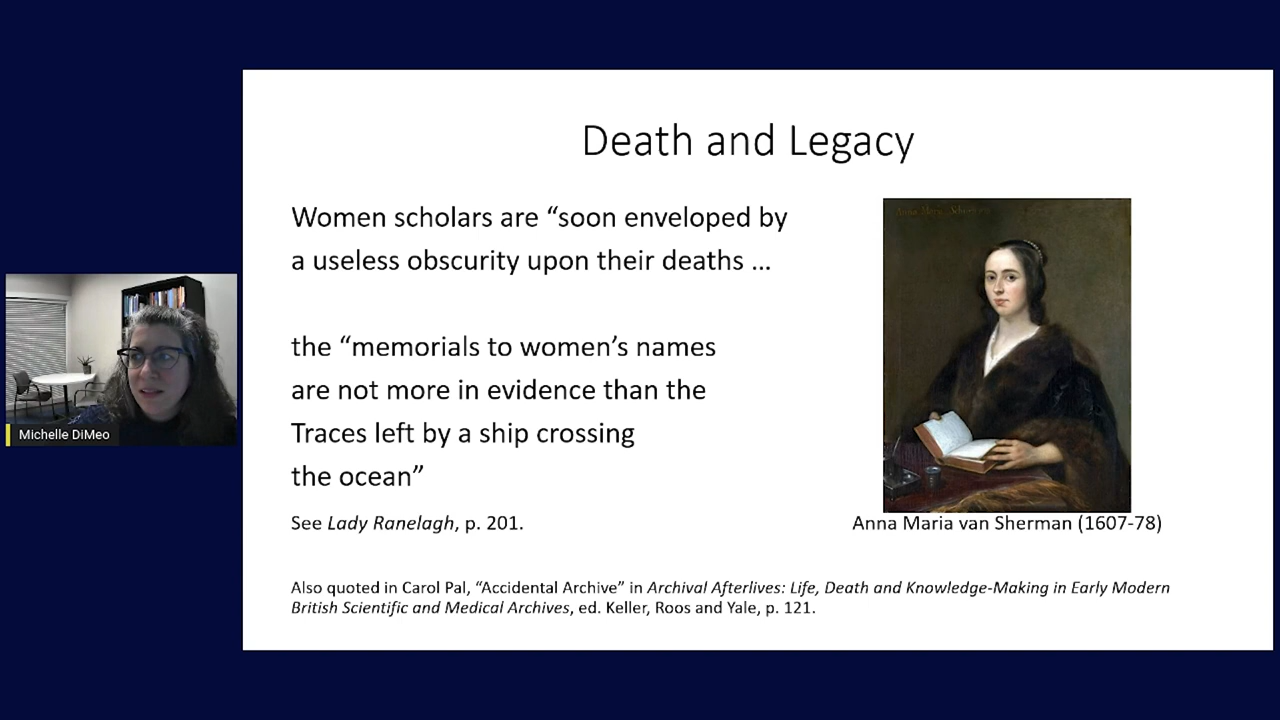 Death and Legacy
Women scholars are “soon enveloped by
a useless obscurity upon their deaths ...
the “memorials to women’s names
are not more in evidence than the
Traces left by a ship crossing
the ocean”
See Lady Ranelagh, p. 201.
Anna Maria van Sherman (1607-78)
Also quoted in Carol Pal, “Accidental Archive” in Archival Afterlives: Life, Death and Knowledge-Making in Early Modern
British Scientific and Medical Archives, ed. Keller, Roos and Yale, p. 121.
Michelle DiMeo